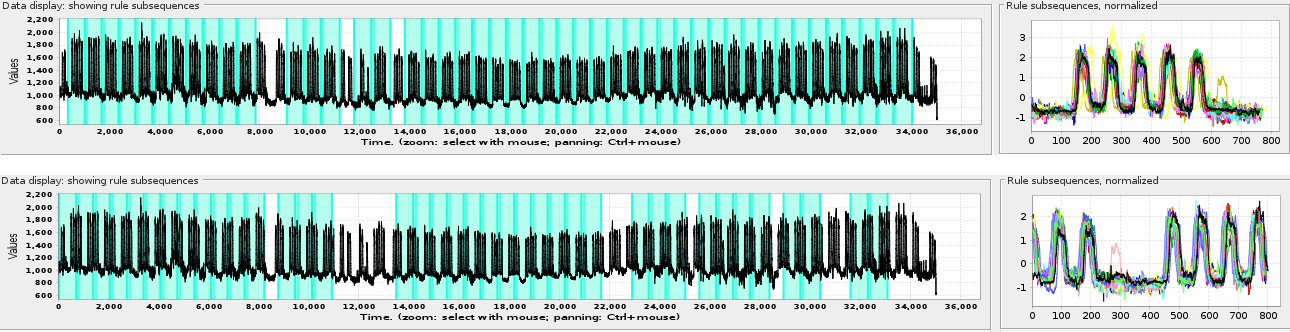 Data display: showing rule subsequences
Values
2,200
2,000
1,800
1,600
1,400
1,200
1,000
800
600
0 2,000 4,000 6,000 8,000 10,000 12,000 14,000 16,000 18,000 20,000 22,000 24,000 26,000 28,000 30,000 32,000 34,000 36,000
Time. (zoom: select with mouse; panning: Ctrl+mouse)
Rule subsequences, normalized
3
2
1
0
-1
0 100 200 300 400 500 600 700 800
Data display: showing rule subsequences
Values
2,200
2,000
1,800
1,600
1,400
1,200
1,000
800
600
0 2,000 4,000 6,000 8,000 10,000 12,000 14,000 16,000 18,000 20,000 22,000 24,000 26,000 28,000 30,000 32,000 34,000 36,000
Time. (zoom: select with mouse; panning: Ctrl+mouse)
Rule subsequences, normalized
2
1
0
-1
0 100 200 300 400 500 600 700 800